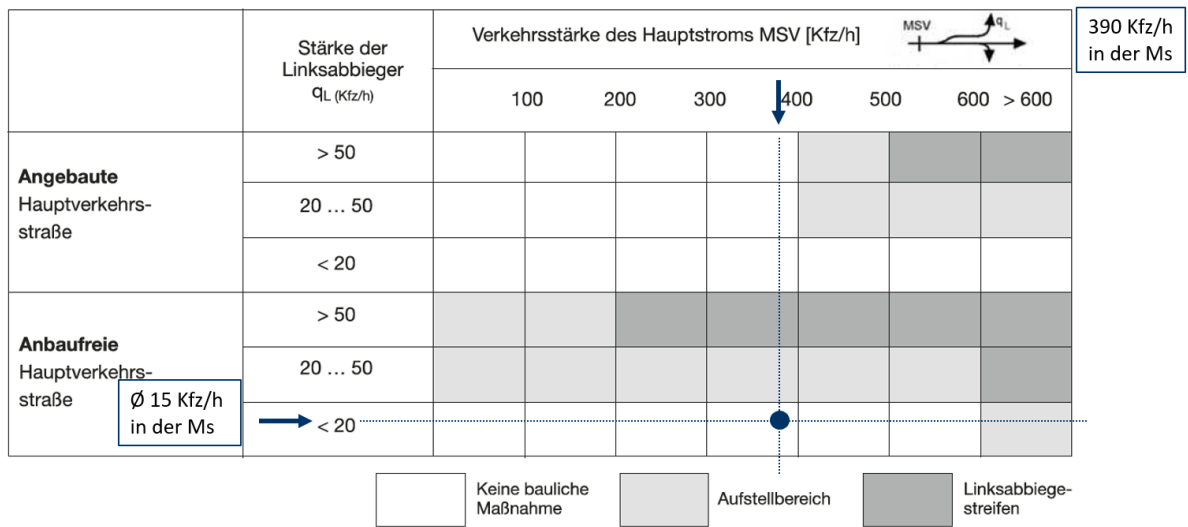 Stärke der
Linksabbieger
qL (Kfz/h)
Verkehrsstärke des Hauptstroms MSV [Kfz/h]
MSV
qL
390 Kfz/h
in der Ms
100 200 300 400 500 600 > 600
Angebaute
Hauptverkehrs-
straße
> 50
20 ... 50
< 20
Anbaufreie
Hauptverkehrs-
straße
> 50
20 ... 50
< 20
Ø 15 Kfz/h
in der Ms
Keine bauliche
Maßnahme
Aufstellbereich
Linksabbiege-
streifen